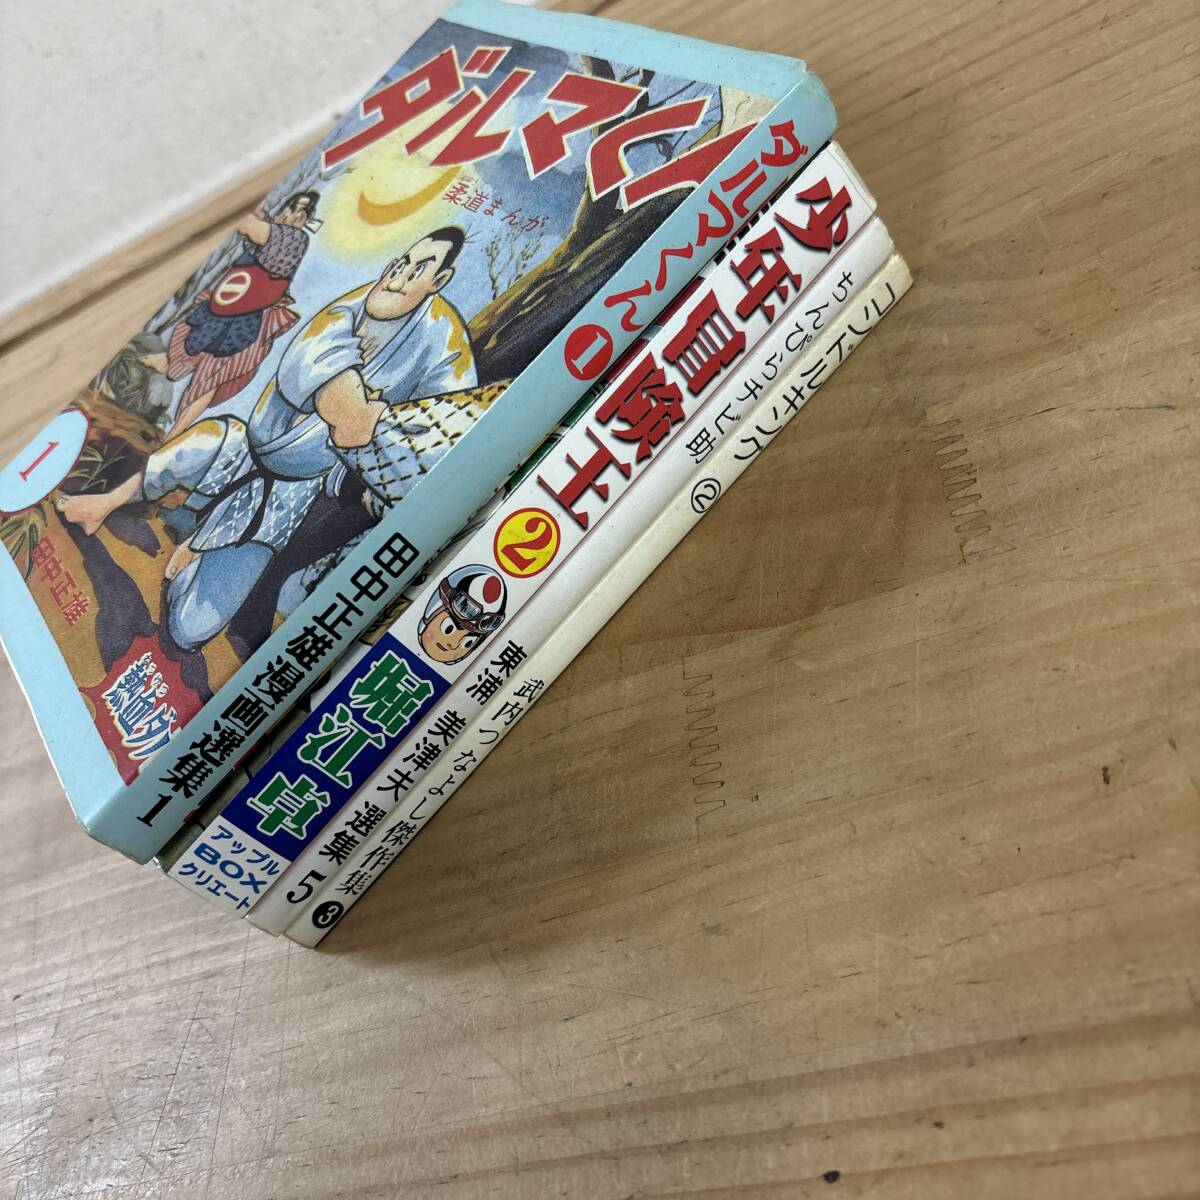 ダルマくん
柔道まんが
1
田中正雄
ダルマくん 1
田中正雄漫画選集1
少年冒険王 2
堀江卓
アップル
BOX
クリエート
ちんぴらチビ助 2
東浦 美津夫 選集 5
コンドルキング
武内つなよし傑作集 3